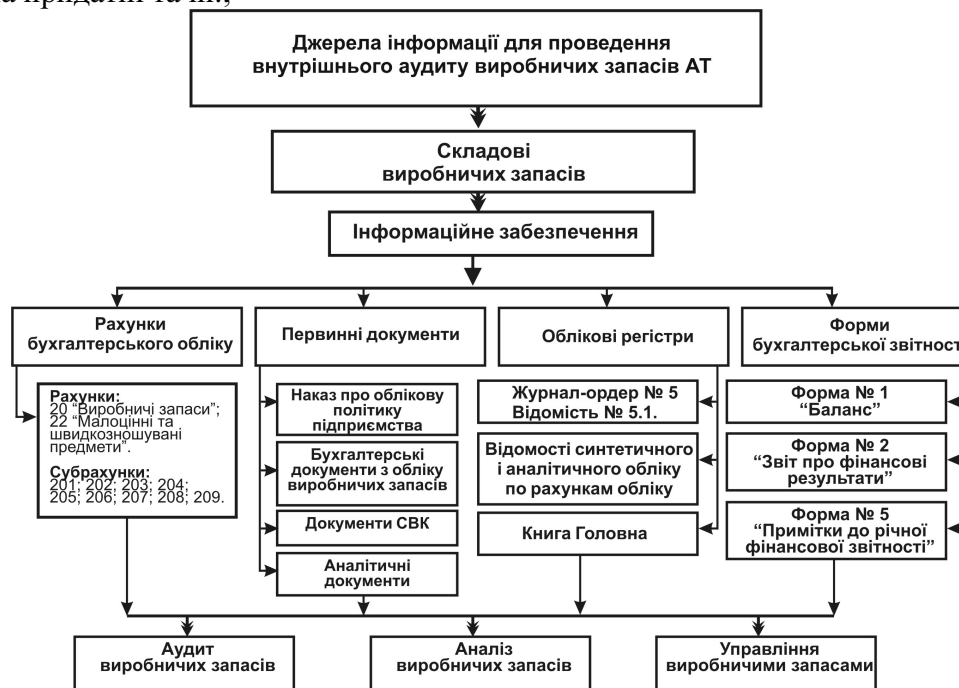 Джерела інформації для проведення
внутрішнього аудиту виробничих запасів АТ
Складові
виробничих запасів
Інформаційне забезпечення
Рахунки
бухгалтерського обліку
Первинні документи
Облікові регістри
Форми
бухгалтерської звітност
Рахунки:
20 “Виробничі запаси”;
22 “Малоцінні та
швидкозношувані
предмети”.
Субрахунки:
201; 202; 203; 204;
205; 206; 207; 208; 209.
Наказ про облікову
політику
підприємства
Бухгалтерські
документи з обліку
виробничих запасів
Документи СВК
Аналітичні
документи
Журнал-ордер № 5
Відомість № 5.1.
Відомості синтетичного
і аналітичного обліку
по рахункам обліку
Книга Головна
Форма № 1
“Баланс”
Форма № 2
“Звіт про фінансові
результати”
Форма № 5
“Примітки до річної
фінансової звітності”
Аудит
виробничих запасів
Аналіз
виробничих запасів
Управління
виробничими запасами